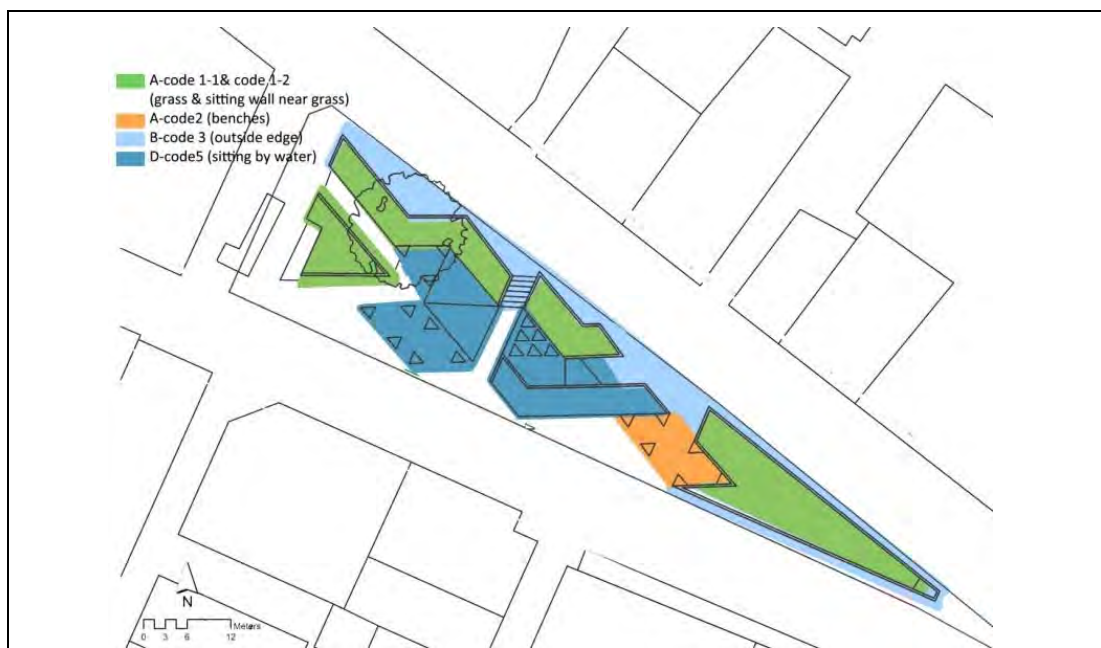 A-code 1-1& code 1-2
(grass & sitting wall near grass)
A-code2 (benches)
B-code 3 (outside edge)
D-code5 (sitting by water)
N
Meters
0 3 6 12